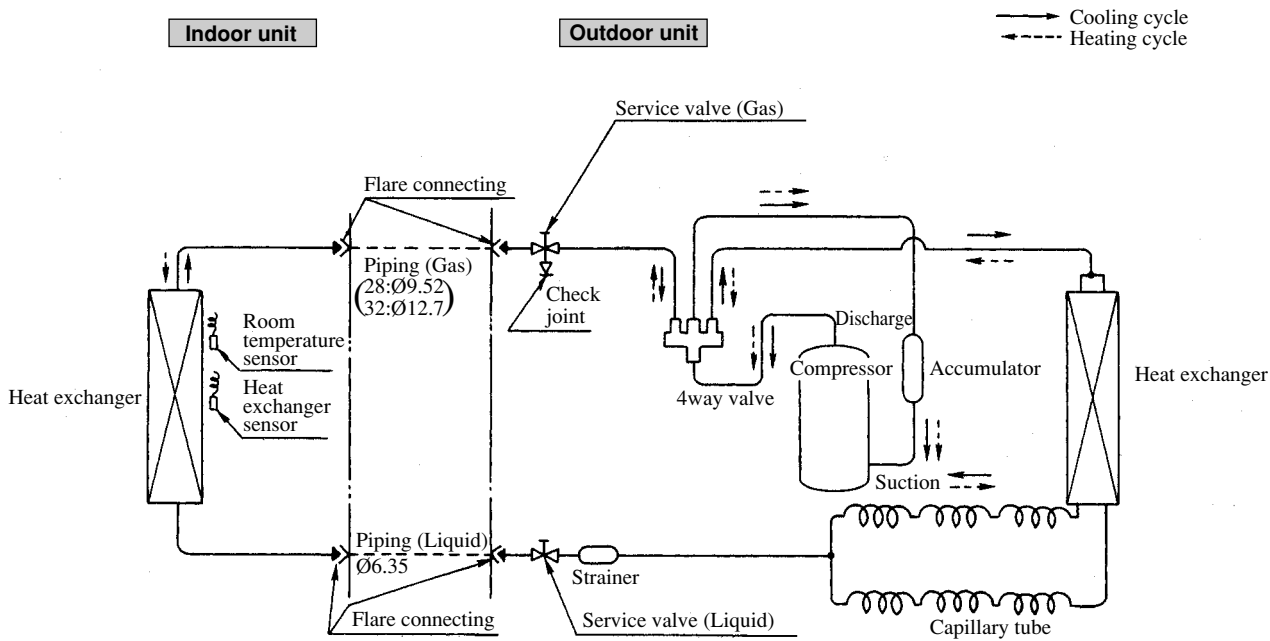 Indoor unit
Outdoor unit
Cooling cycle
Heating cycle
Service valve (Gas)
Flare connecting
Piping (Gas)
28:Ø9.52
32:Ø12.7
Check
joint
Room
temperature
sensor
Heat
exchanger
sensor
Heat exchanger
Discharge
Compressor
Accumulator
4way valve
Heat exchanger
Suction
Piping (Liquid)
Ø6.35
Strainer
Flare connecting
Service valve (Liquid)
Capillary tube